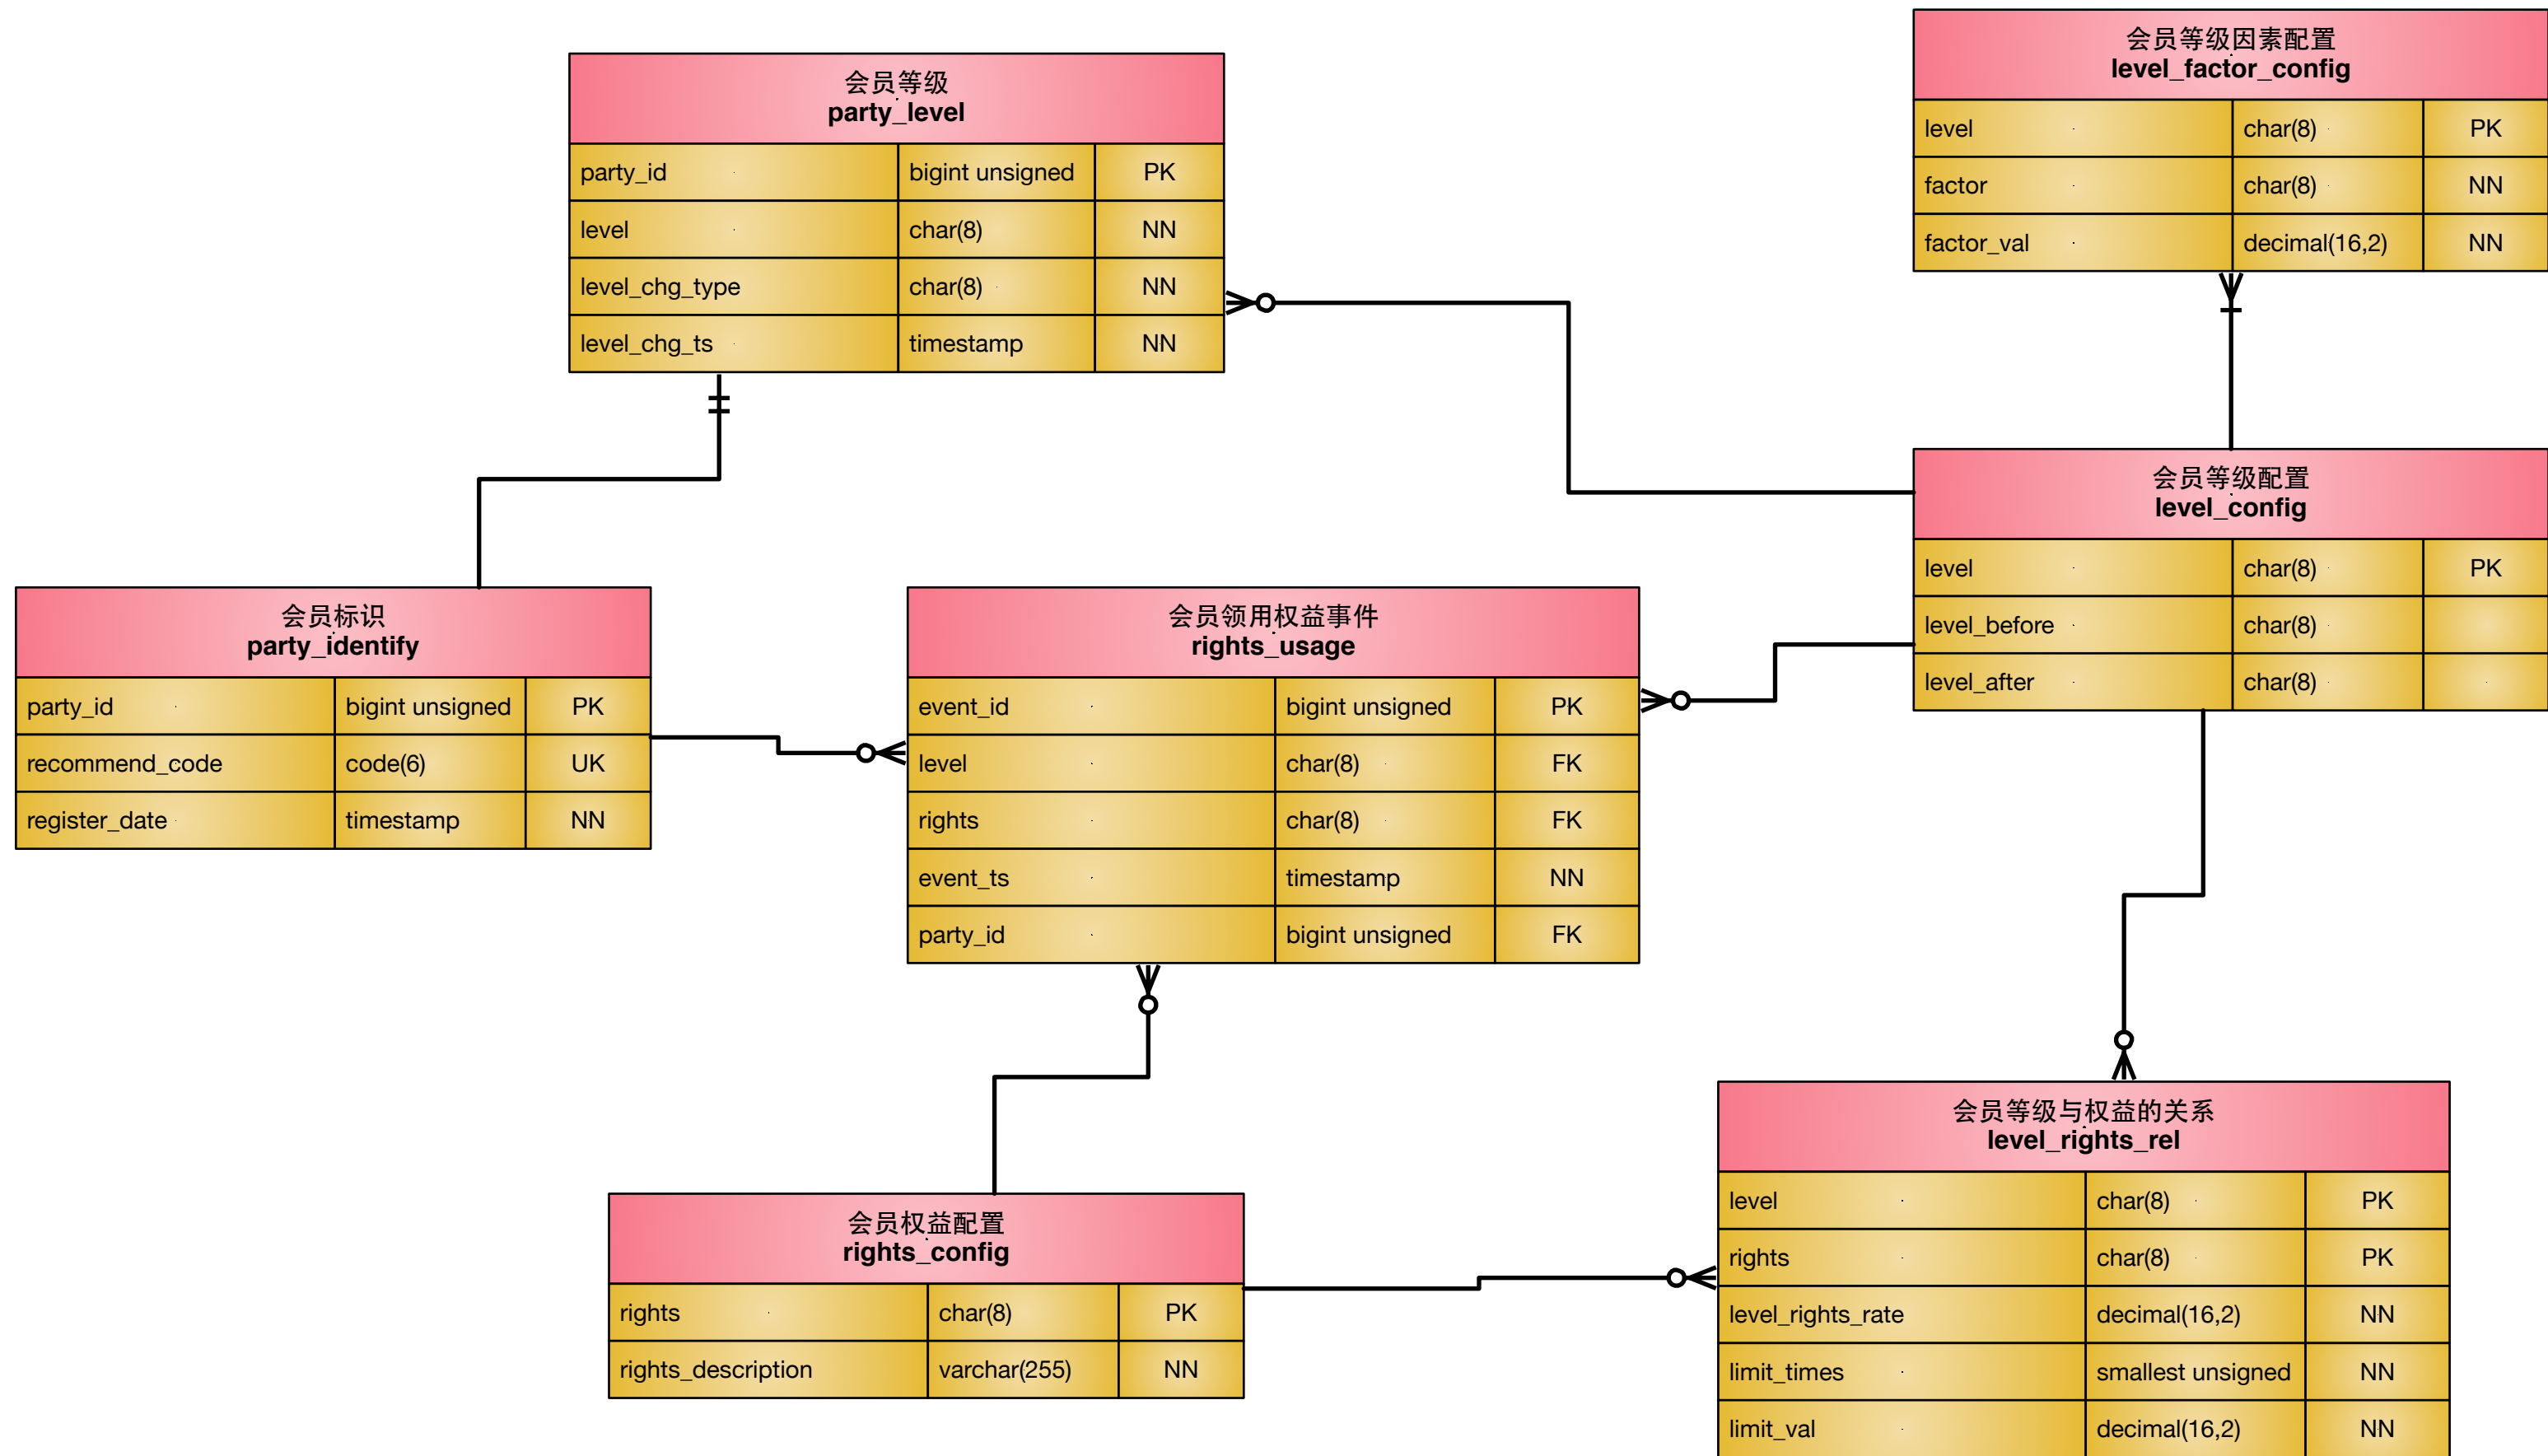 会员等级
party_level
party_id bigint unsigned PK
level char(8) NN
level_chg_type char(8) NN
level_chg_ts timestamp NN
会员等级因素配置
level_factor_config
level char(8) PK
factor char(8) NN
factor_val decimal(16,2) NN
会员等级配置
level_config
level char(8) PK
level_before char(8)
level_after char(8)
会员标识
party_identify
party_id bigint unsigned PK
recommend_code code(6) UK
register_date timestamp NN
会员领用权益事件
rights_usage
event_id bigint unsigned PK
level char(8) FK
rights char(8) FK
event_ts timestamp NN
party_id bigint unsigned FK
会员权益配置
rights_config
rights char(8) PK
rights_description varchar(255) NN
会员等级与权益的关系
level_rights_rel
level char(8) PK
rights char(8) PK
level_rights_rate decimal(16,2) NN
limit_times smallest unsigned NN
limit_val decimal(16,2) NN